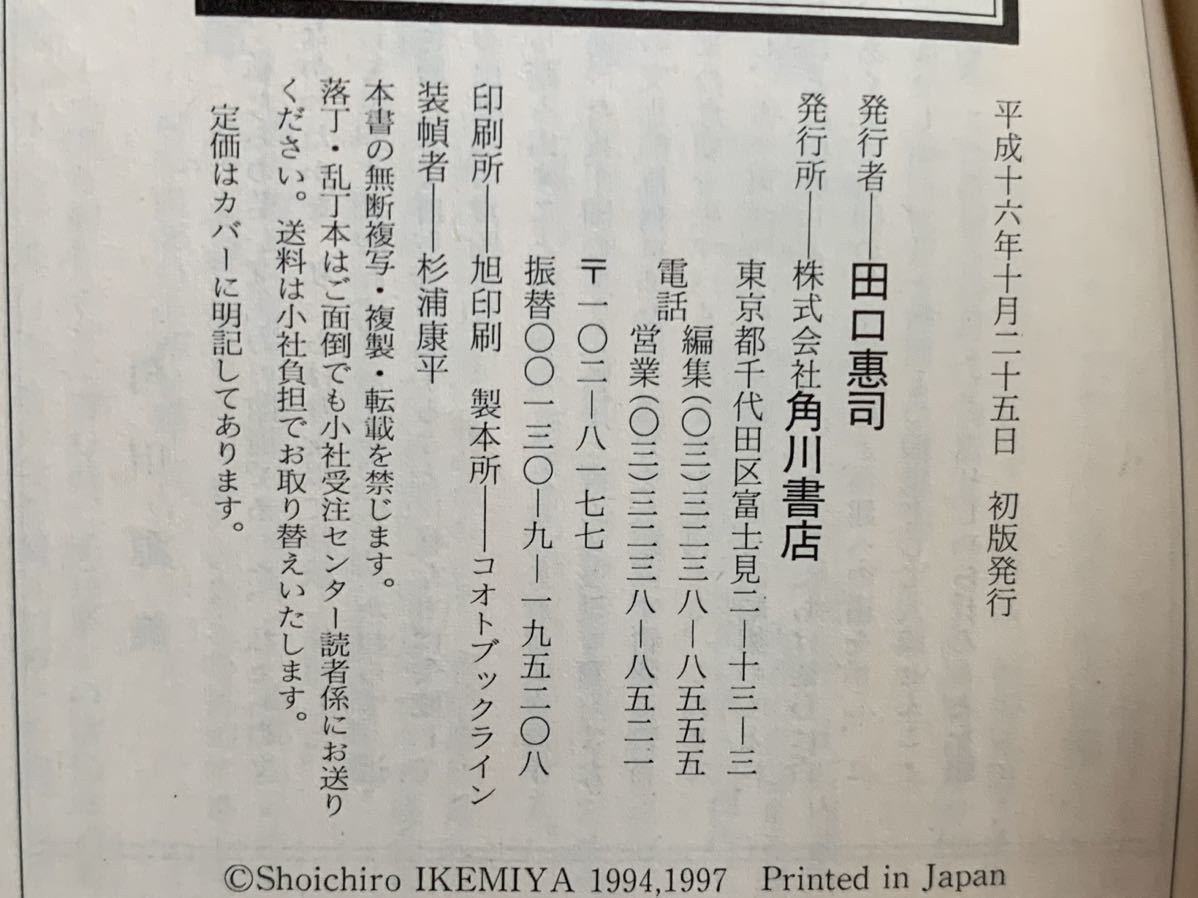 平成十六年十月二十五日　初版発行
発行者――田口惠司
発行所――株式会社角川書店
東京都千代田区富士見二―十三―三
電話
編集（〇三）三二三八―八五五五
営業（〇三）三二三八―八五二一
〒一〇二―八一七七
振替〇〇一三〇―九―一九五二〇八
印刷所――旭印刷　製本所――コオトブックライン
装幀者――杉浦康平
本書の無断複写・複製・転載を禁じます。
落丁・乱丁本はご面倒でも小社受注センター読者係にお送り
ください。送料は小社負担でお取り替えいたします。
定価はカバーに明記してあります。
©Shoichiro IKEMIYA 1994,1997　Printed in Japan